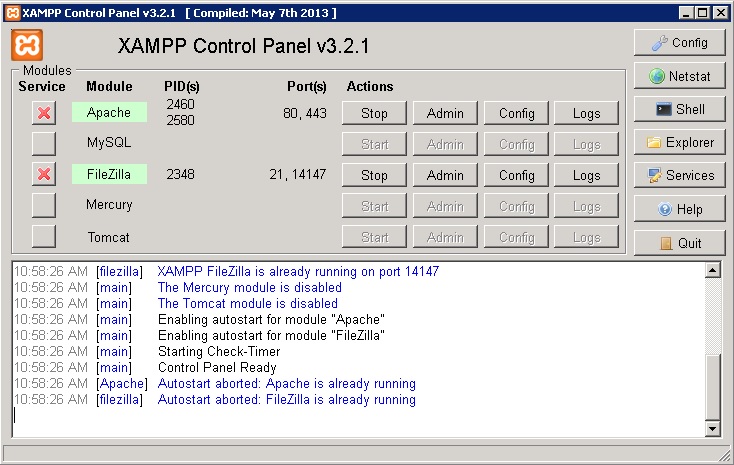 XAMPP Control Panel v3.2.1 [ Compiled: May 7th 2013 ]
XAMPP Control Panel v3.2.1
Config
Modules
Service Module PID(s) Port(s) Actions
Netstat
Apache 2460 2580 80, 443 Stop Admin Config Logs
Shell
MySQL Start Admin Config Logs
Explorer
FileZilla 2348 21, 14147 Stop Admin Config Logs
Services
Mercury Start Admin Config Logs
Help
Tomcat Start Admin Config Logs
Quit
10:58:26 AM [filezilla] XAMPP FileZilla is already running on port 14147
10:58:26 AM [main] The Mercury module is disabled
10:58:26 AM [main] The Tomcat module is disabled
10:58:26 AM [main] Enabling autostart for module "Apache"
10:58:26 AM [main] Enabling autostart for module "FileZilla"
10:58:26 AM [main] Starting Check-Timer
10:58:26 AM [main] Control Panel Ready
10:58:26 AM [Apache] Autostart aborted: Apache is already running
10:58:26 AM [filezilla] Autostart aborted: FileZilla is already running